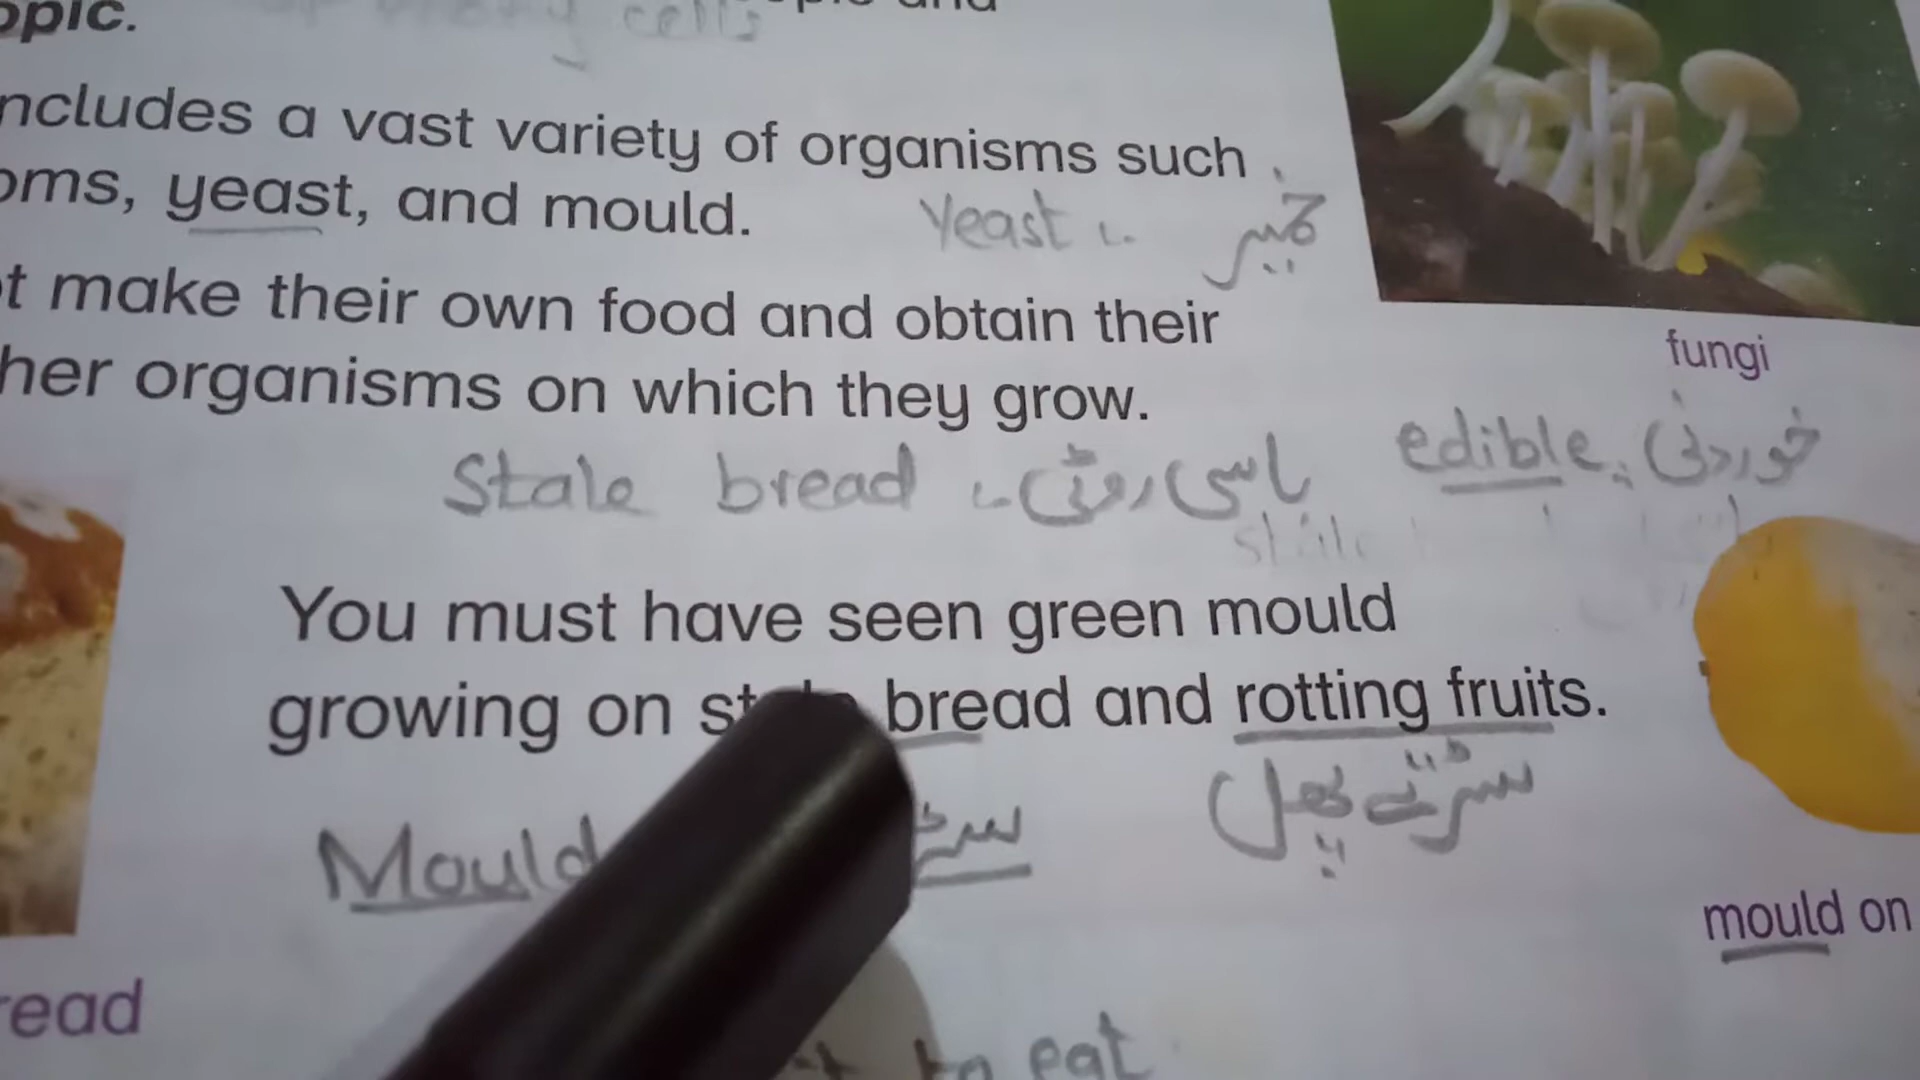 opic.
cells
ncludes a vast variety of organisms such
oms, yeast, and mould.
Yeast خمیر
t make their own food and obtain their
her organisms on which they grow.
fungi
edible خوردنی
Stale bread باسی روٹی
You must have seen green mould
growing on bread and rotting fruits.
Mould
سڑتے پھل
mould on
read
to eat